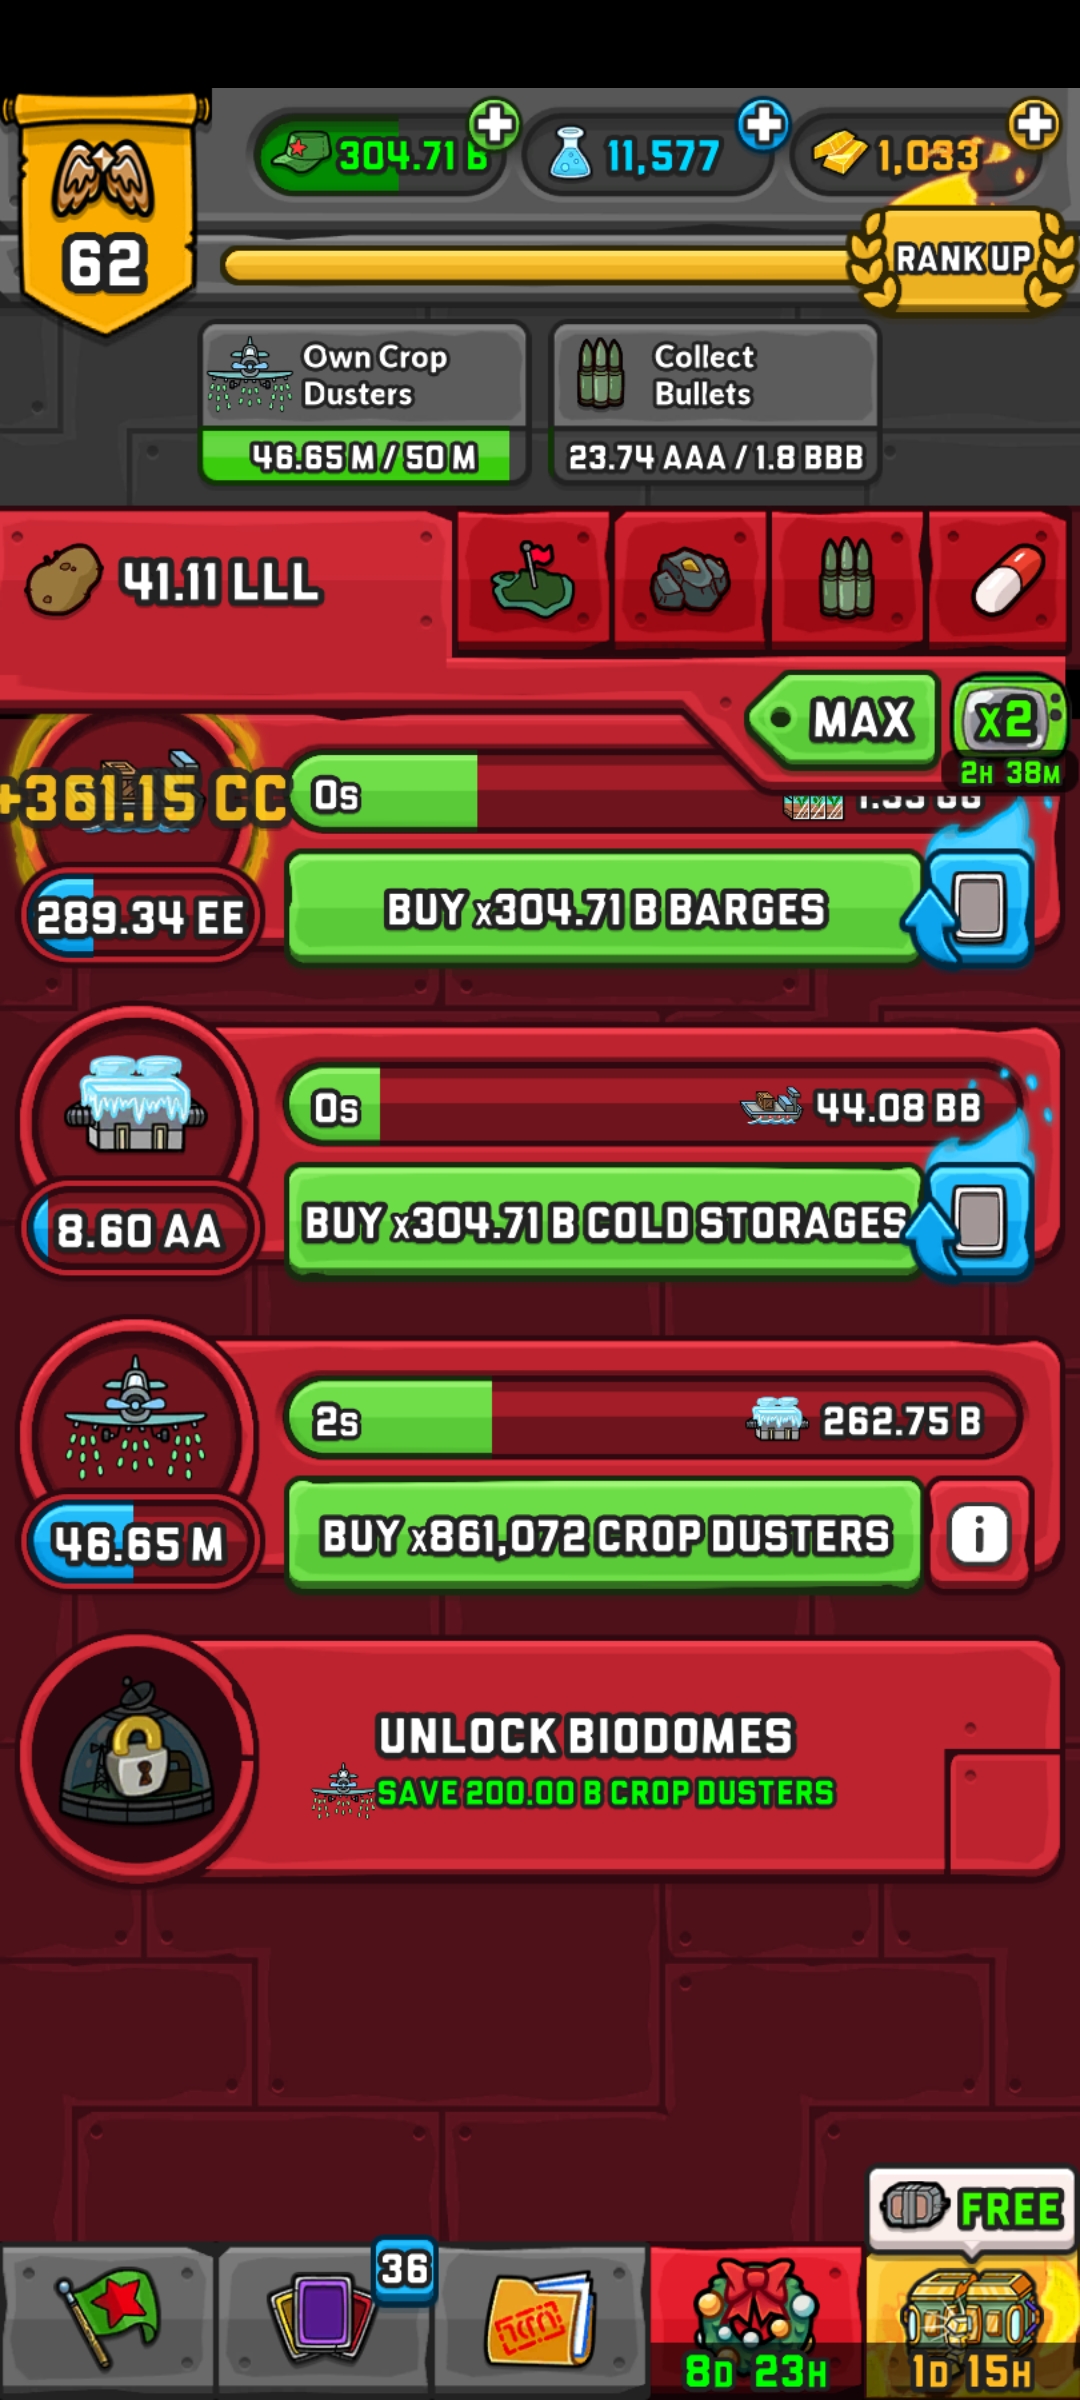 304.71 B
11,577
1,033
62
RANK UP
Own Crop
Dusters
46.65 M / 50 M
Collect
Bullets
23.74 AAA / 1.8 BBB
41.11 LLL
MAX
x2
2H 38M
+361.15 CC
0s
289.34 EE
BUY x304.71 B BARGES
0s
44.08 BB
8.60 AA
BUY x304.71 B COLD STORAGES
2s
262.75 B
46.65 M
BUY x861,072 CROP DUSTERS
i
UNLOCK BIODOMES
SAVE 200.00 B CROP DUSTERS
FREE
36
8D 23H
1D 15H